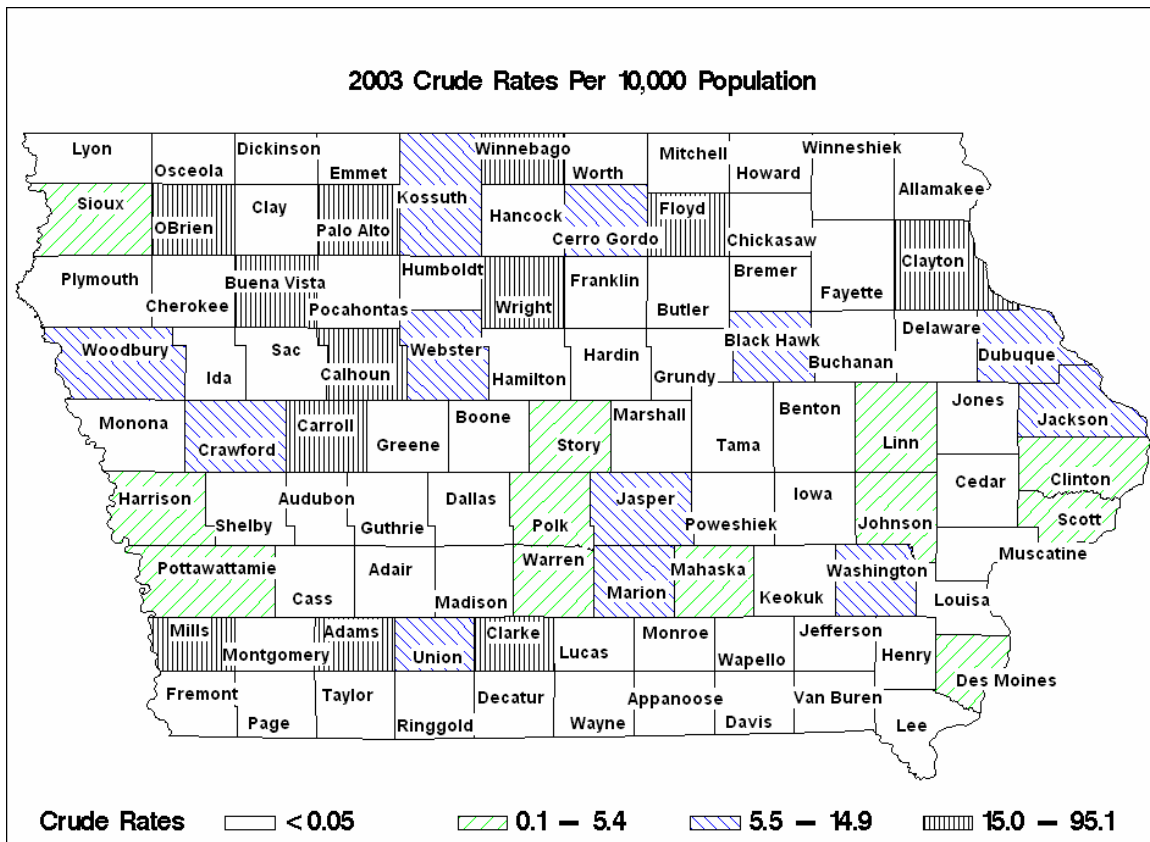 2003 Crude Rates Per 10,000 Population
Lyon
Osceola
Dickinson
Emmet
Kossuth
Winnebago
Worth
Mitchell
Howard
Winneshiek
Allamakee
Sioux
OBrien
Clay
Palo Alto
Hancock
Cerro Gordo
Floyd
Chickasaw
Clayton
Plymouth
Cherokee
Buena Vista
Pocahontas
Humboldt
Wright
Franklin
Butler
Bremer
Fayette
Woodbury
Ida
Sac
Calhoun
Webster
Hamilton
Hardin
Grundy
Black Hawk
Buchanan
Delaware
Dubuque
Monona
Crawford
Carroll
Greene
Boone
Story
Marshall
Tama
Benton
Linn
Jones
Jackson
Harrison
Shelby
Audubon
Guthrie
Dallas
Polk
Jasper
Poweshiek
Iowa
Johnson
Cedar
Clinton
Scott
Pottawattamie
Cass
Adair
Madison
Warren
Marion
Mahaska
Keokuk
Washington
Muscatine
Louisa
Mills
Montgomery
Adams
Union
Clarke
Lucas
Monroe
Wapello
Jefferson
Henry
Des Moines
Fremont
Page
Taylor
Ringgold
Decatur
Wayne
Appanoose
Davis
Van Buren
Lee
Crude Rates < 0.05 0.1 – 5.4 5.5 – 14.9 15.0 – 95.1